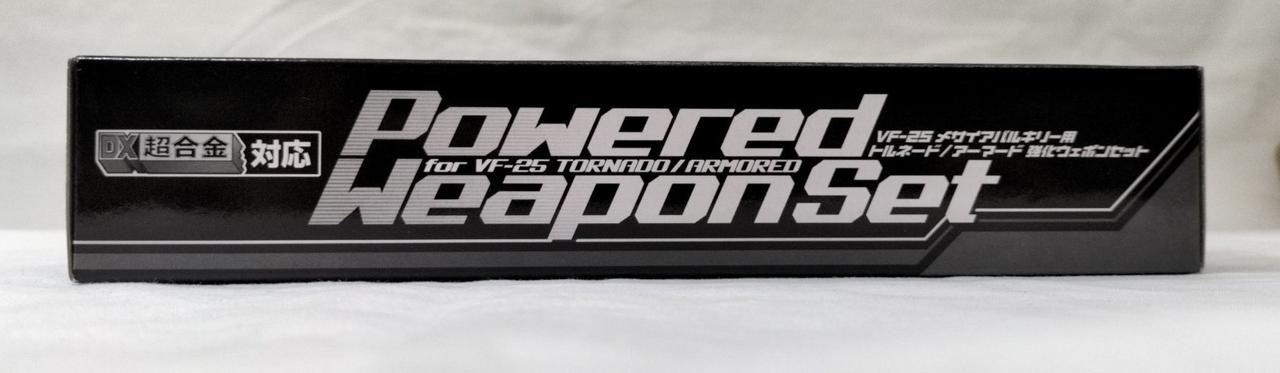 DX超合金 対応
Powered
for VF-25 TORNADO/ARMORED
Weapon Set
VF-25 メサイアバルキリー用
トルネード/アーマード 強化ウェポンセット